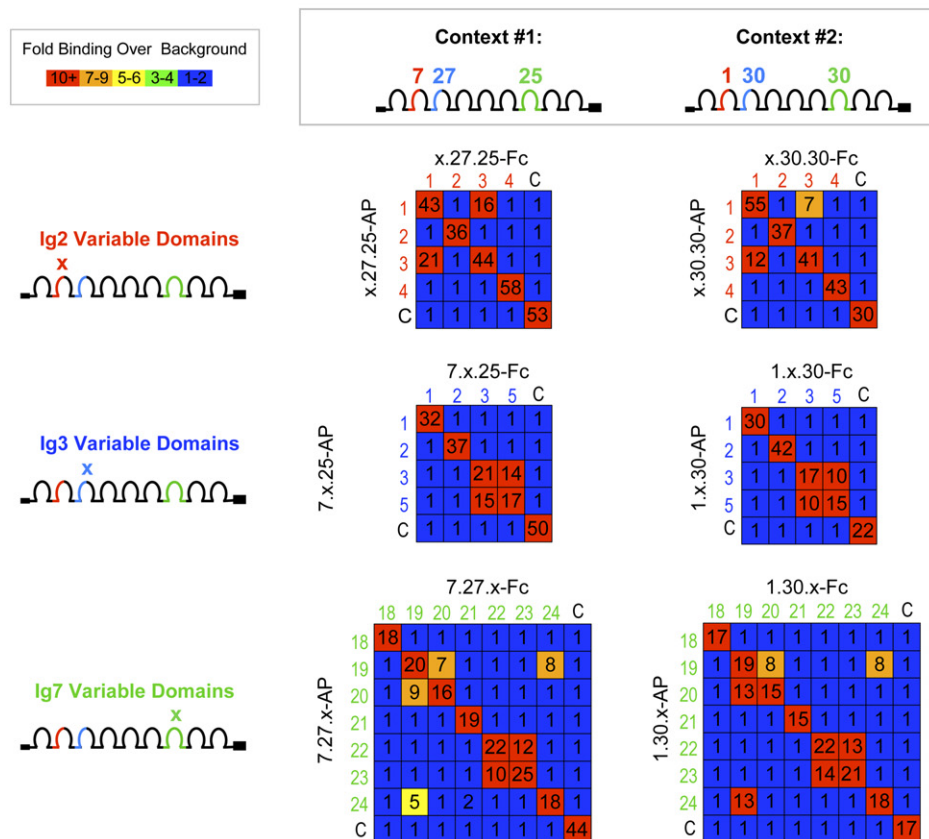 Fold Binding Over Background
10+ 7-9 5-6 3-4 1-2
Context #1:
7 27 25
Context #2:
1 30 30
Ig2 Variable Domains
x
x.27.25-Fc
1 2 3 4 C
x.27.25-AP
1 43 1 16 1 1
2 1 36 1 1 1
3 21 1 44 1 1
4 1 1 1 58 1
C 1 1 1 1 53
x.30.30-Fc
1 2 3 4 C
x.30.30-AP
1 55 1 7 1 1
2 1 37 1 1 1
3 12 1 41 1 1
4 1 1 1 43 1
C 1 1 1 1 30
Ig3 Variable Domains
x
7.x.25-Fc
1 2 3 5 C
7.x.25-AP
1 32 1 1 1 1
2 1 37 1 1 1
3 1 1 21 14 1
5 1 1 15 17 1
C 1 1 1 1 50
1.x.30-Fc
1 2 3 5 C
1.x.30-AP
1 30 1 1 1 1
2 1 42 1 1 1
3 1 1 17 10 1
5 1 1 10 15 1
C 1 1 1 1 22
Ig7 Variable Domains
x
7.27.x-Fc
18 19 20 21 22 23 24 C
7.27.x-AP
18 18 1 1 1 1 1 1 1
19 1 20 7 1 1 1 8 1
20 1 9 16 1 1 1 1 1
21 1 1 1 19 1 1 1 1
22 1 1 1 1 22 12 1 1
23 1 1 1 1 10 25 1 1
24 1 5 1 2 1 1 18 1
C 1 1 1 1 1 1 1 44
1.30.x-Fc
18 19 20 21 22 23 24 C
1.30.x-AP
18 17 1 1 1 1 1 1 1
19 1 19 8 1 1 1 8 1
20 1 13 15 1 1 1 1 1
21 1 1 1 15 1 1 1 1
22 1 1 1 1 22 13 1 1
23 1 1 1 1 14 21 1 1
24 1 13 1 1 1 1 18 1
C 1 1 1 1 1 1 1 17